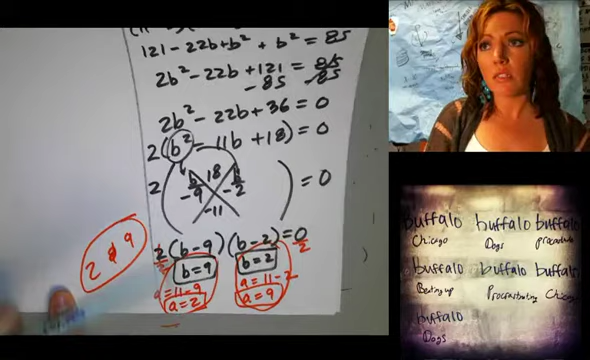 121 - 22b + b² + b² = 85
2b² - 22b + 121 = 85
- 85 - 85
2b² - 22b + 36 = 0
2(b² - 11b + 18) = 0
18
2 ( -9 -2 ) = 0
-11
2(b-9)(b-2) = 0
2 2
b = 9 b = 2
a = 11 - 9 a = 11 - 2
a = 2 a = 9
2 & 9
buffalo buffalo buffalo
Chicago Dogs
buffalo buffalo buffalo
Beating up Procrastinating Chicago
buffalo
Dogs